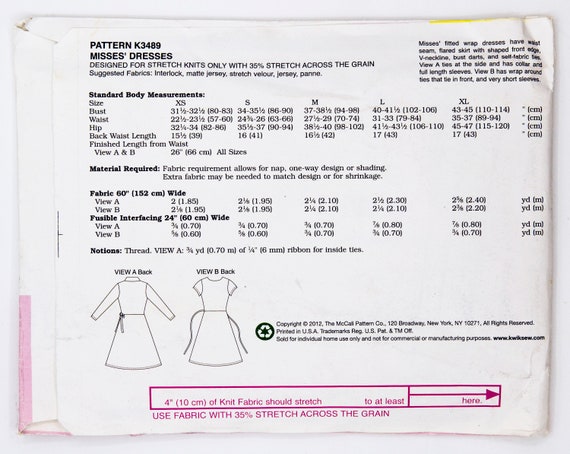 PATTERN K3489
MISSES' DRESSES
DESIGNED FOR STRETCH KNITS ONLY WITH 35% STRETCH ACROSS THE GRAIN
Suggested Fabrics: Interlock, matte jersey, stretch velour, jersey, panne.
Misses' fitted wrap dresses have waist
seam, flared skirt with shaped front edge,
V-neckline, bust darts, and self-fabric ties.
View A ties at the side and has collar and
full length sleeves. View B has wrap around
ties that tie in front, and very short sleeves.
Standard Body Measurements:
Size XS S M L XL
Bust 31½-32½ (80-83) 34-35½ (86-90) 37-38½ (94-98) 40-41½ (102-106) 43-45 (110-114) " (cm)
Waist 22½-23½ (57-60) 24¾-26 (63-66) 27½-29 (70-74) 31-33 (79-84) 35-37 (89-94) " (cm)
Hip 32½-34 (82-86) 35½-37 (90-94) 38½-40 (98-102) 41½-43½ (106-110) 45-47 (115-120) " (cm)
Back Waist Length 15½ (39) 16 (41) 16½ (42) 17 (43) 17 (43) " (cm)
Finished Length from Waist
View A & B 26" (66 cm) All Sizes
Material Required: Fabric requirement allows for nap, one-way design or shading.
Extra fabric may be needed to match design or for shrinkage.
Fabric 60" (152 cm) Wide
View A 2 (1.85) 2⅛ (1.95) 2¼ (2.10) 2½ (2.30) 2⅝ (2.40) yd (m)
View B 2⅛ (1.95) 2⅛ (1.95) 2¼ (2.10) 2¼ (2.10) 2⅜ (2.20) yd (m)
Fusible Interfacing 24" (60 cm) Wide
View A ¾ (0.70) ¾ (0.70) ¾ (0.70) ⅞ (0.80) ⅞ (0.80) yd (m)
View B ⅝ (0.60) ⅝ (0.60) ¾ (0.70) ¾ (0.70) ¾ (0.70) yd (m)
Notions: Thread. VIEW A: ¾ yd (0.70 m) of ¼" (6 mm) ribbon for inside ties.
VIEW A Back VIEW B Back
Copyright © 2012, The McCall Pattern Co., 120 Broadway, New York, NY 10271, All Rights Reserved.
Printed in U.S.A. Trademarks Reg. U.S. Pat. & TM Off.
Sold for individual home use only and not for commercial or manufacturing purposes. www.kwiksew.com
4" (10 cm) of Knit Fabric should stretch to at least here.
USE FABRIC WITH 35% STRETCH ACROSS THE GRAIN